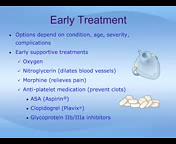 Early Treatment
Options depend on condition, age, severity,
complications
Early supportive treatments
Oxygen
Nitroglycerin (dilates blood vessels)
Morphine (relieves pain)
Anti-platelet medication (prevent clots)
ASA (Aspirin®)
Clopidogrel (Plavix®)
Glycoprotein IIb/IIIa inhibitors